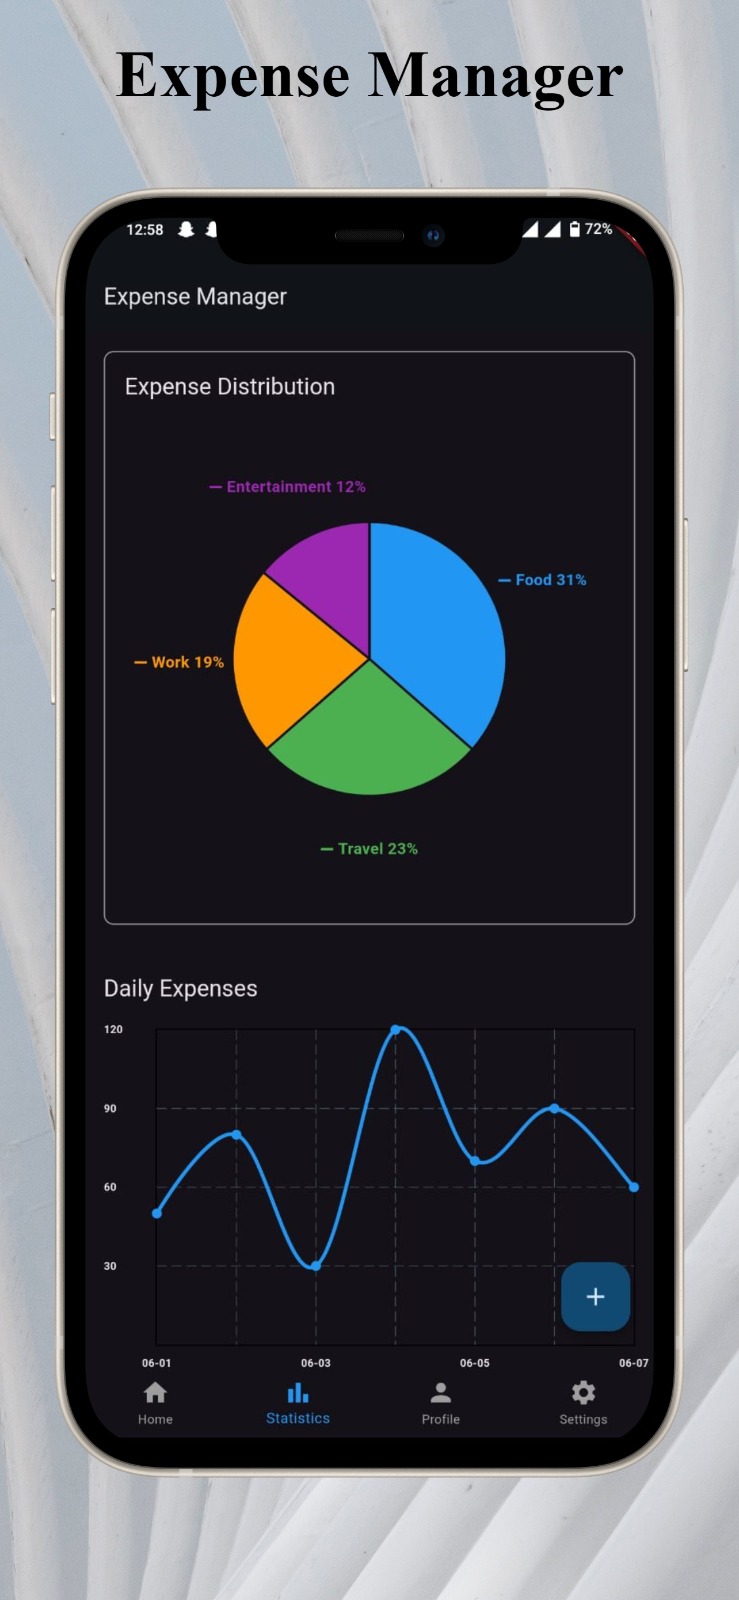 Expense Manager
12:58
72%
Expense Manager
Expense Distribution
Entertainment 12%
Food 31%
Work 19%
Travel 23%
Daily Expenses
120
90
60
30
+
06-01 06-03 06-05 06-07
Home Statistics Profile Settings